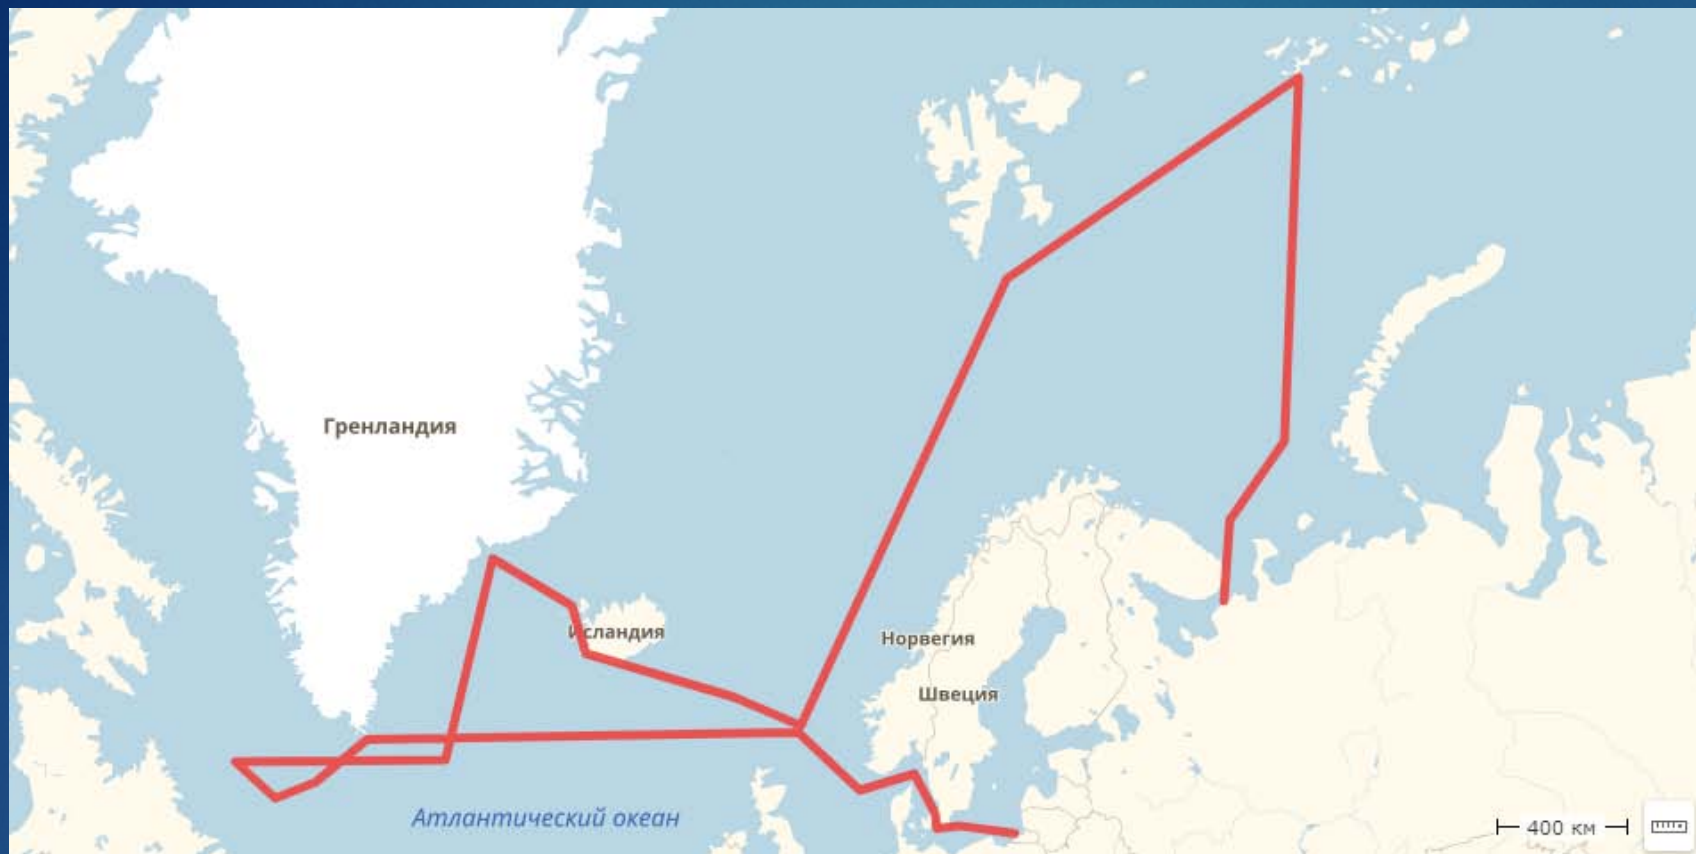 Гренландия
Исландия
Норвегия
Швеция
Атлантический океан
400 км